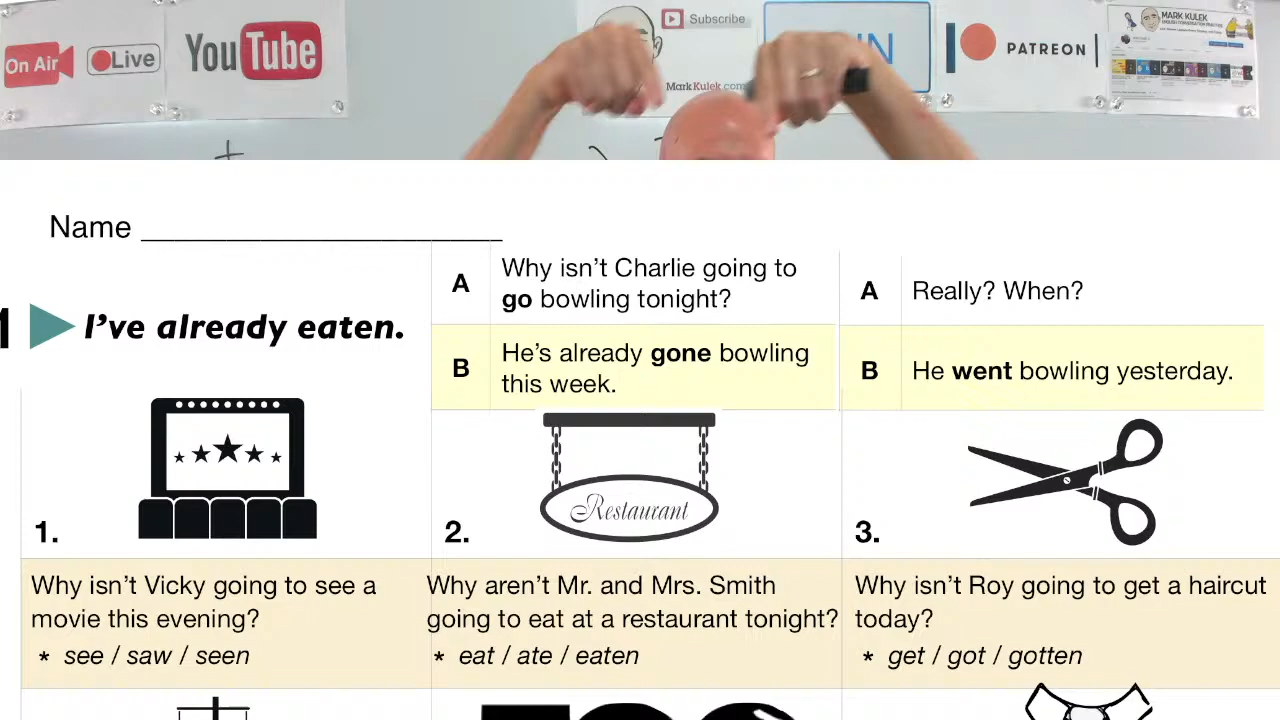 On Air
Live
YouTube
Subscribe
MarkKulek.com
IN
PATREON
MARK KULEK
Name
I've already eaten.
A
Why isn't Charlie going to
go bowling tonight?
B
He's already gone bowling
this week.
A
Really? When?
B
He went bowling yesterday.
1.
Restaurant
2.
3.
Why isn't Vicky going to see a
movie this evening?
* see / saw / seen
Why aren't Mr. and Mrs. Smith
going to eat at a restaurant tonight?
* eat / ate / eaten
Why isn't Roy going to get a haircut
today?
* get / got / gotten